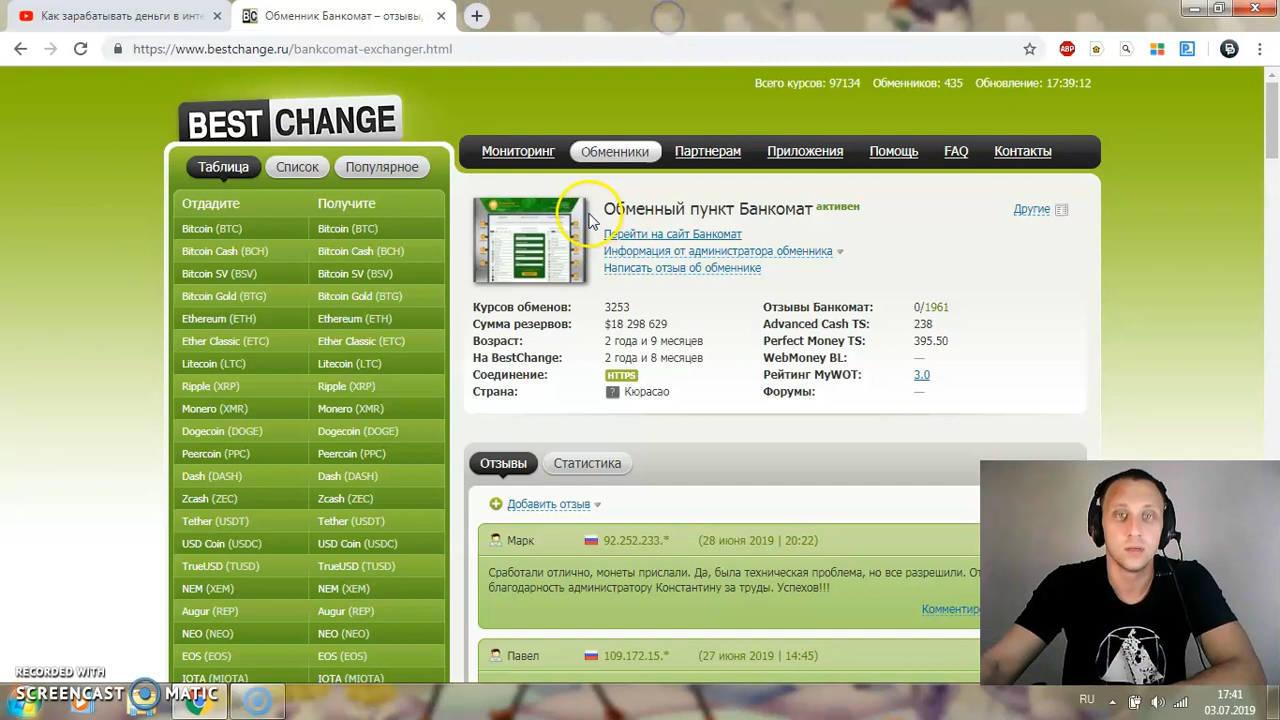 Как зарабатывать деньги в инте
Обменник Банкомат – отзывы,
https://www.bestchange.ru/bankcomat-exchanger.html
Всего курсов: 97134 Обменников: 435 Обновление: 17:39:12
BEST CHANGE
Мониторинг Обменники Партнерам Приложения Помощь FAQ Контакты
Таблица Список Популярное
Отдадите Получите
Bitcoin (BTC) Bitcoin (BTC)
Bitcoin Cash (BCH) Bitcoin Cash (BCH)
Bitcoin SV (BSV) Bitcoin SV (BSV)
Bitcoin Gold (BTG) Bitcoin Gold (BTG)
Ethereum (ETH) Ethereum (ETH)
Ether Classic (ETC) Ether Classic (ETC)
Litecoin (LTC) Litecoin (LTC)
Ripple (XRP) Ripple (XRP)
Monero (XMR) Monero (XMR)
Dogecoin (DOGE) Dogecoin (DOGE)
Peercoin (PPC) Peercoin (PPC)
Dash (DASH) Dash (DASH)
Zcash (ZEC) Zcash (ZEC)
Tether (USDT) Tether (USDT)
USD Coin (USDC) USD Coin (USDC)
TrueUSD (TUSD) TrueUSD (TUSD)
NEM (XEM) NEM (XEM)
Augur (REP) Augur (REP)
NEO (NEO) NEO (NEO)
EOS (EOS) EOS (EOS)
IOTA (MIOTA) IOTA (MIOTA)
Обменный пункт Банкомат активен
Другие
Перейти на сайт Банкомат
Информация от администратора обменника
Написать отзыв об обменнике
Курсов обменов: 3253 Отзывы Банкомат: 0/1961
Сумма резервов: $18 298 629 Advanced Cash TS: 238
Возраст: 2 года и 9 месяцев Perfect Money TS: 395.50
На BestChange: 2 года и 8 месяцев WebMoney BL: —
Соединение: HTTPS Рейтинг MyWOT: 3.0
Страна: ? Кюрасао Форумы: —
Отзывы Статистика
Добавить отзыв
Марк 92.252.233.* (28 июня 2019 | 20:22)
Сработали отлично, монеты прислали. Да, была техническая проблема, но все разрешили. От
благодарность администратору Константину за труды. Успехов!!!
Комментир
Павел 109.172.15.* (27 июня 2019 | 14:45)
RECORDED WITH
SCREENCAST MATIC
RU
17:41
03.07.2019